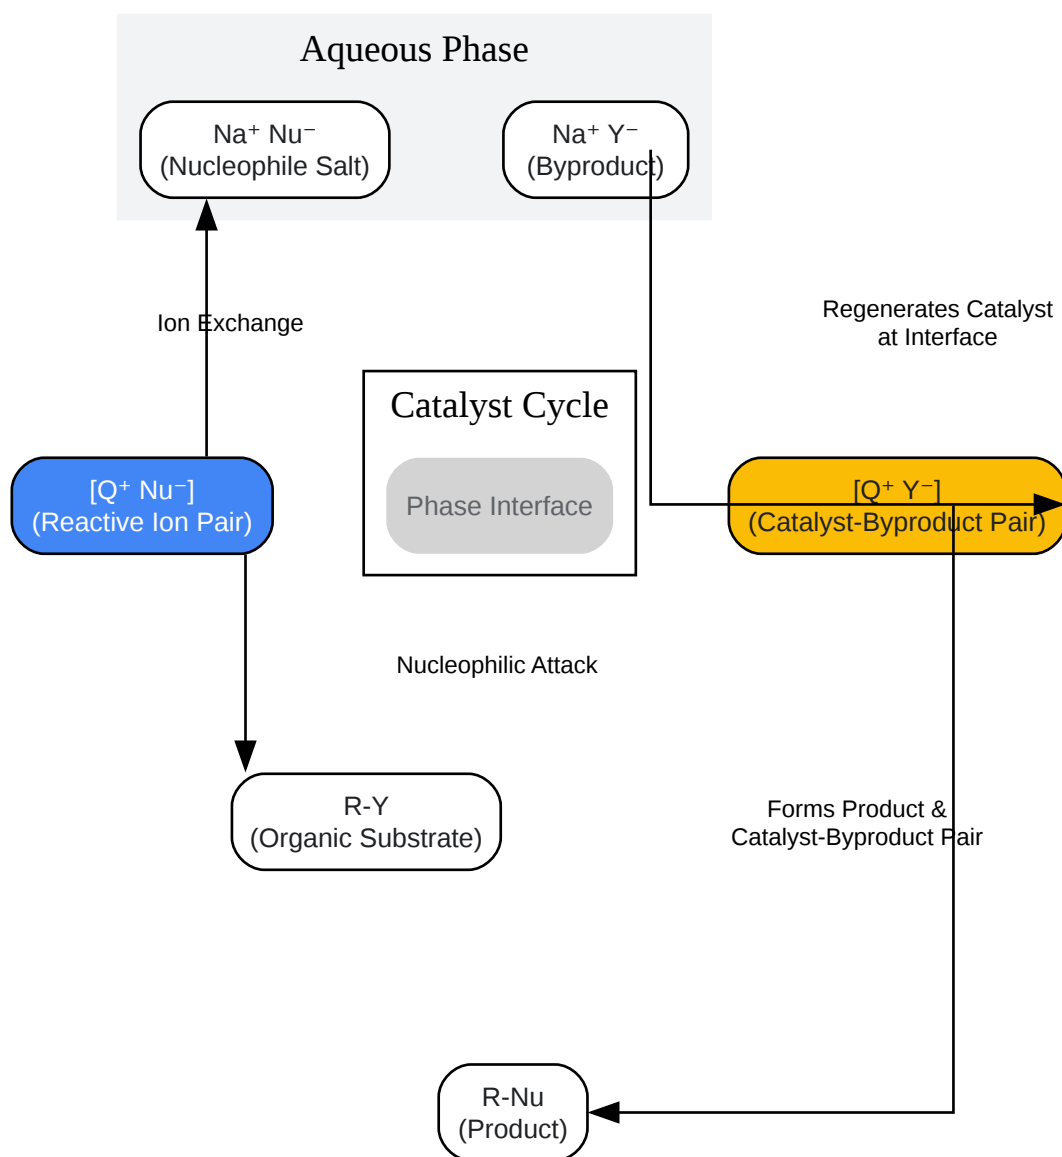 Aqueous Phase
Na⁺ Nu⁻
(Nucleophile Salt)
Na⁺ Y⁻
(Byproduct)
Ion Exchange
Regenerates Catalyst
at Interface
Catalyst Cycle
Phase Interface
[Q⁺ Nu⁻]
(Reactive Ion Pair)
[Q⁺ Y⁻]
(Catalyst-Byproduct Pair)
Nucleophilic Attack
R-Y
(Organic Substrate)
Forms Product &
Catalyst-Byproduct Pair
R-Nu
(Product)